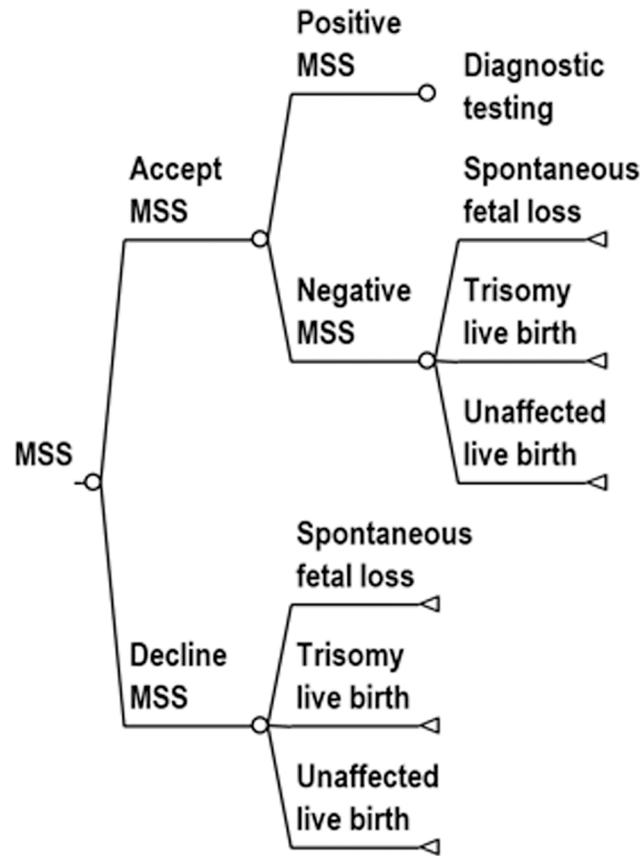 Positive
MSS
Diagnostic
testing
Accept
MSS
Spontaneous
fetal loss
Negative
MSS
Trisomy
live birth
Unaffected
live birth
MSS
Spontaneous
fetal loss
Decline
MSS
Trisomy
live birth
Unaffected
live birth